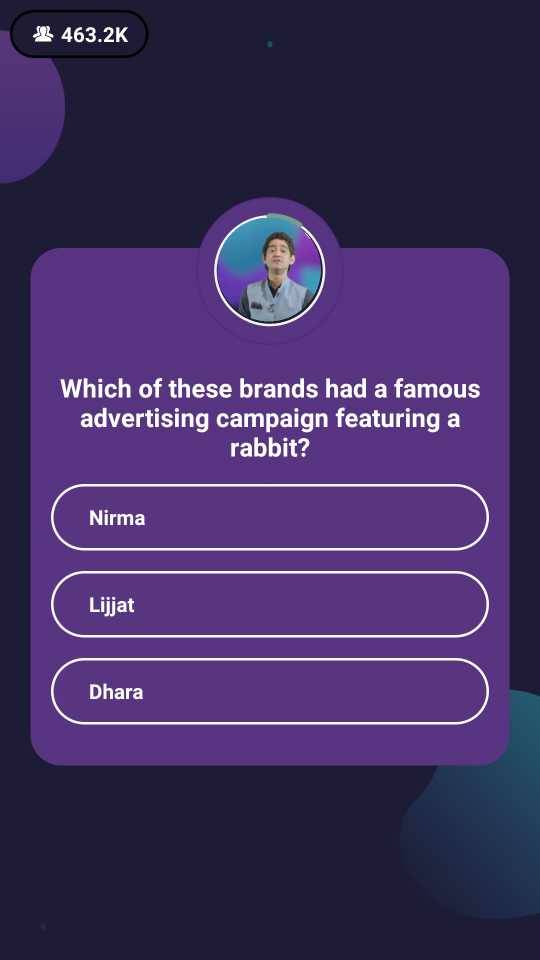 463.2K
Which of these brands had a famous
advertising campaign featuring a
rabbit?
Nirma
Lijjat
Dhara